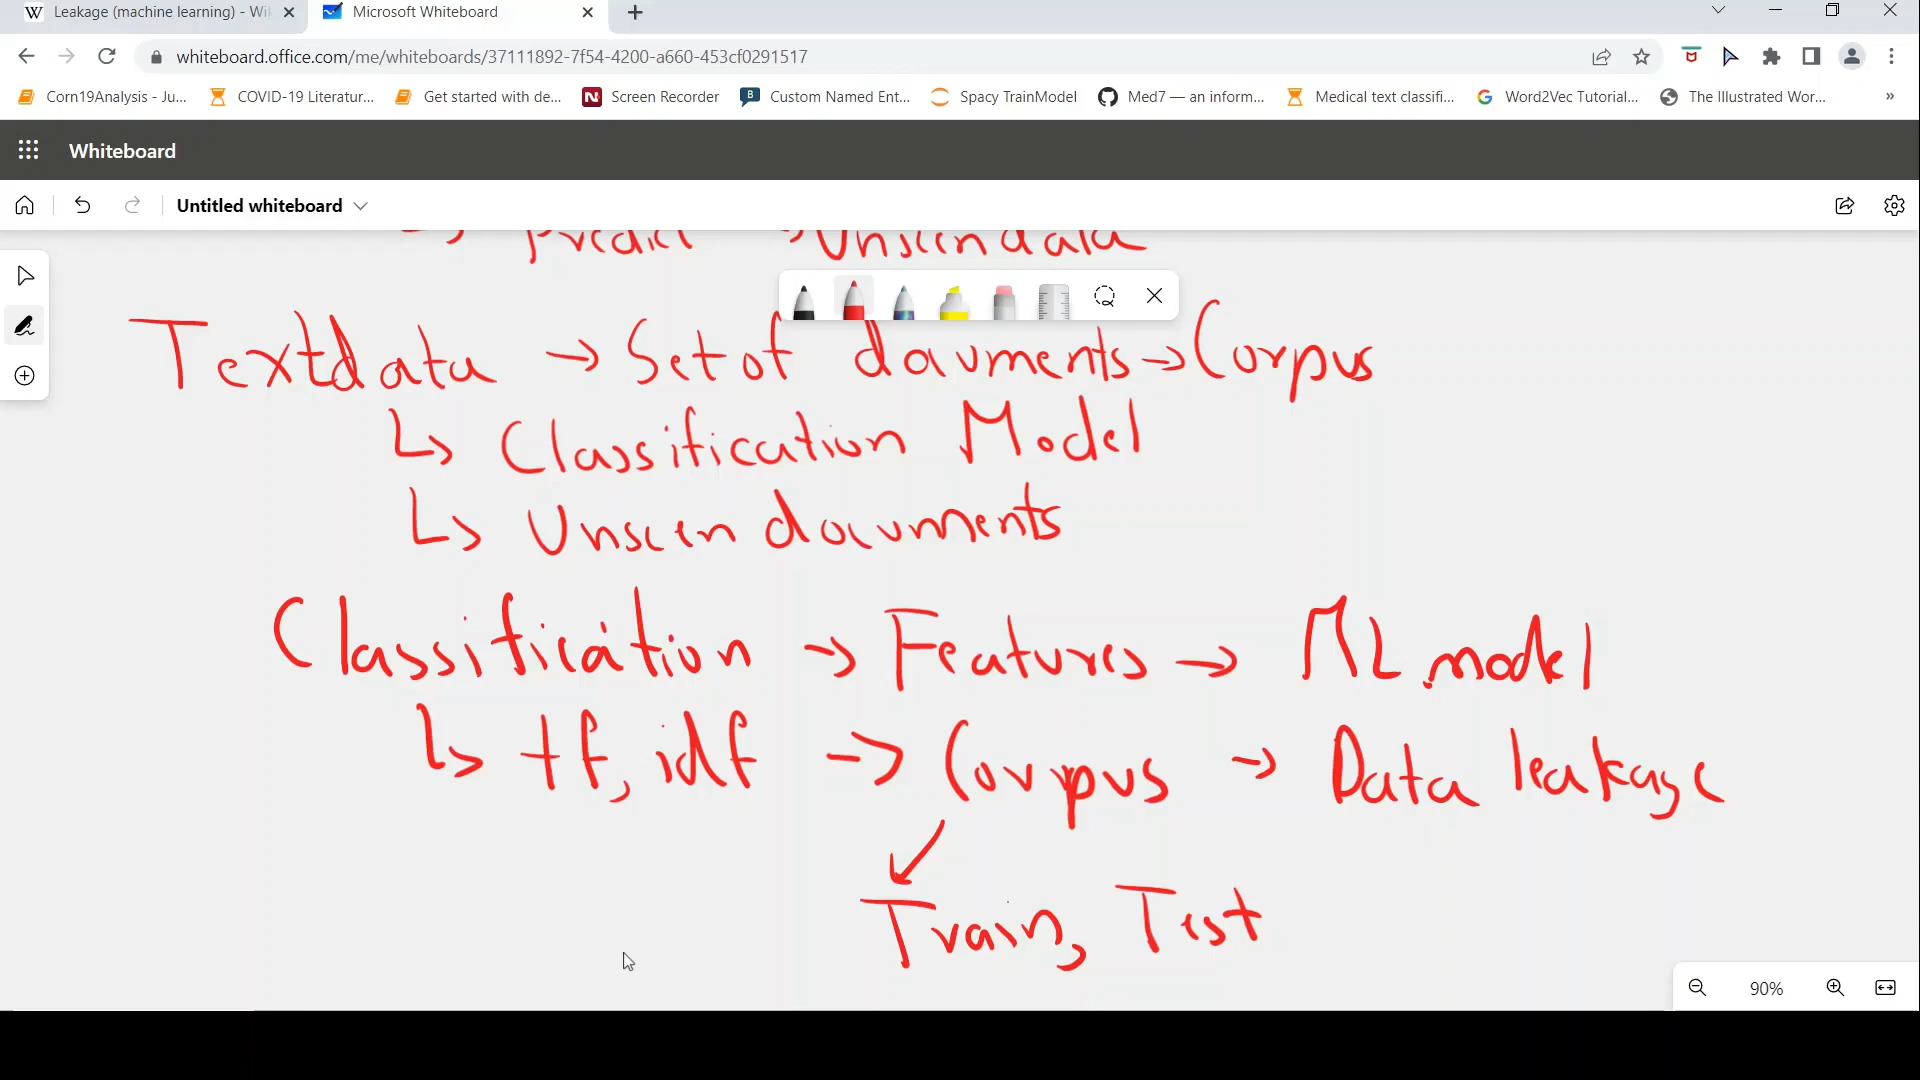 Leakage (machine learning) - Wi
Microsoft Whiteboard
whiteboard.office.com/me/whiteboards/37111892-7f54-4200-a660-453cf0291517
Corn19Analysis - Ju... COVID-19 Literatur... Get started with de... Screen Recorder Custom Named Ent... Spacy TrainModel Med7 — an inform... Medical text classifi... Word2Vec Tutorial... The Illustrated Wor... »
Whiteboard
Untitled whiteboard
→ Predict → Unseen data
Textdata → Set of documents → Corpus
↳ Classification Model
↳ Unseen documents
Classification → Features → ML model
↳ tf, idf → Corpus → Data leakage
Train, Test
90%